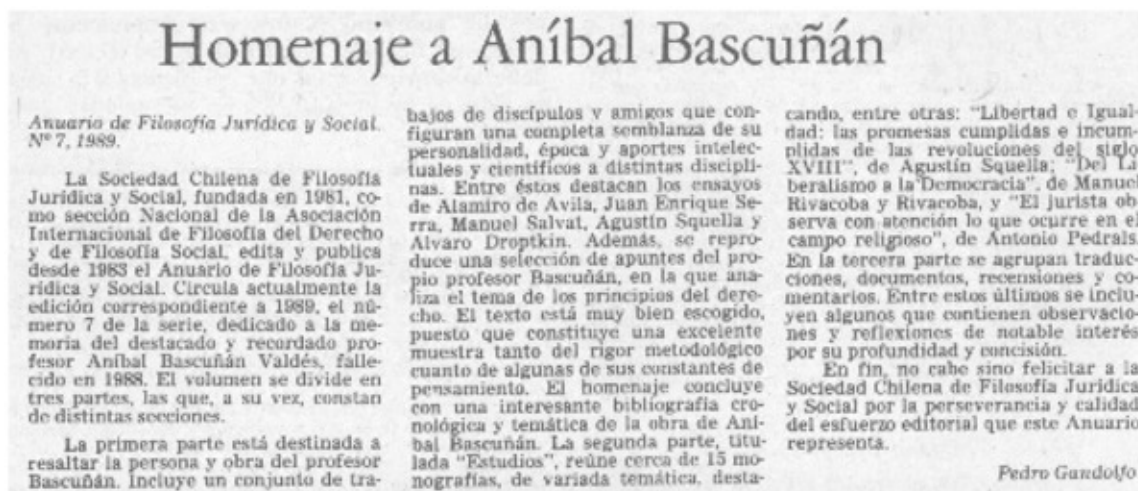 Homenaje a Aníbal Bascuñán
Anuario de Filosofía Jurídica y Social.
Nº 7, 1989.
La Sociedad Chilena de Filosofía
Jurídica y Social, fundada en 1981, co-
mo sección Nacional de la Asociación
Internacional de Filosofía del Derecho
y de Filosofía Social, edita y publica
desde 1983 el Anuario de Filosofía Ju-
rídica y Social. Circula actualmente la
edición correspondiente a 1989, el nú-
mero 7 de la serie, dedicado a la me-
moria del destacado y recordado pro-
fesor Aníbal Bascuñán Valdés, falle-
cido en 1988. El volumen se divide en
tres partes, las que, a su vez, constan
de distintas secciones.
La primera parte está destinada a
resaltar la persona y obra del profesor
Bascuñán. Incluye un conjunto de tra-
bajos de discípulos y amigos que con-
figuran una completa semblanza de su
personalidad, época y aportes intelec-
tuales y científicos a distintas discipli-
nas. Entre éstos destacan los ensayos
de Alamiro de Avila, Juan Enrique Se-
rra, Manuel Salvat, Agustín Squella y
Alvaro Droptkin. Además, se repro-
duce una selección de apuntes del pro-
pio profesor Bascuñán, en la que ana-
liza el tema de los principios del dere-
cho. El texto está muy bien escogido,
puesto que constituye una excelente
muestra tanto del rigor metodológico
cuanto de algunas de sus constantes de
pensamiento. El homenaje concluye
con una interesante bibliografía cro-
nológica y temática de la obra de Aní-
bal Bascuñán. La segunda parte, titu-
lada "Estudios", reúne cerca de 15 mo-
nografías, de variada temática, desta-
cando, entre otras: "Libertad e Igual-
dad: las promesas cumplidas e incum-
plidas de las revoluciones del siglo
XVIII", de Agustín Squella; "Del Li
beralismo a la Democracia", de Manuel
Rivacoba y Rivacoba, y "El jurista ob
serva con atención lo que ocurre en el
campo religioso", de Antonio Pedrals.
En la tercera parte se agrupan traduc-
ciones, documentos, recensiones y co-
mentarios. Entre estos últimos se inclu-
yen algunos que contienen observacio-
nes y reflexiones de notable interés
por su profundidad y concisión.
En fin, no cabe sino felicitar a la
Sociedad Chilena de Filosofía Jurídica
y Social por la perseverancia y calidad
del esfuerzo editorial que este Anuario
representa.
Pedro Gandolfo